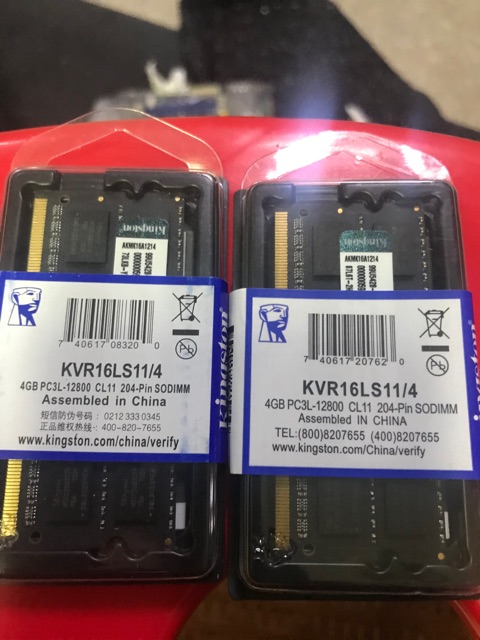 Kingston
AKMK16A1214
7 40617 08320 0
KVR16LS11/4
4GB PC3L-12800 CL11 204-Pin SODIMM
Assembled in China
短信防伪号码： 0212 333 0345
正品维权热线： 400-820-7655
www.kingston.com/china/verify
Kingston
Kingston
AKMK16A1214
7 40617 20762 0
KVR16LS11/4
4GB PC3L-12800 CL11 204-Pin SODIMM
Assembled IN CHINA
TEL:(800)8207655 (400)8207655
www.kingston.com/china/verify
Pb
Pb